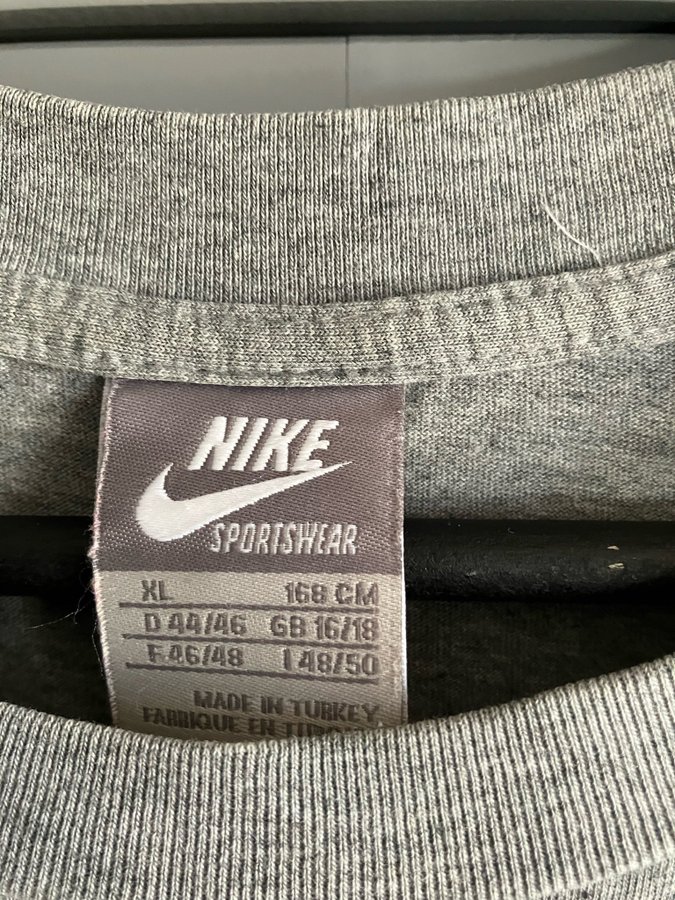 NIKE
SPORTSWEAR
XL 168 CM
D 44/46 GB 16/18
F 46/48 I 48/50
MADE IN TURKEY
FABRIQUE EN